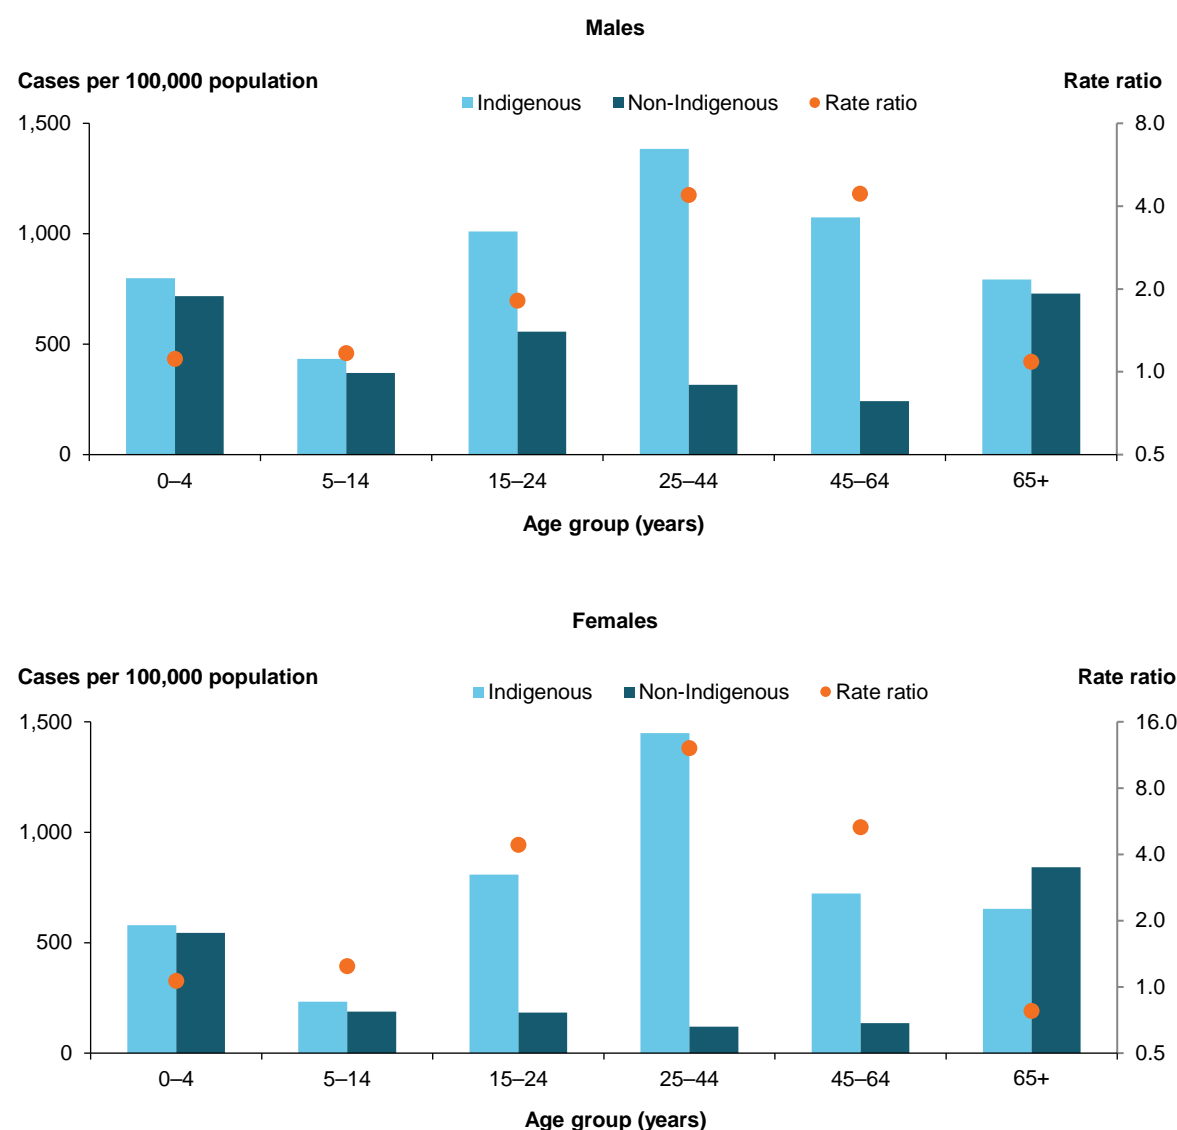 Males
Cases per 100,000 population Rate ratio
Indigenous Non-Indigenous Rate ratio
1,500 8.0
4.0
1,000
2.0
500
1.0
0 0.5
0–4 5–14 15–24 25–44 45–64 65+
Age group (years)
Females
Cases per 100,000 population Rate ratio
Indigenous Non-Indigenous Rate ratio
1,500 16.0
8.0
1,000
4.0
2.0
500
1.0
0 0.5
0–4 5–14 15–24 25–44 45–64 65+
Age group (years)